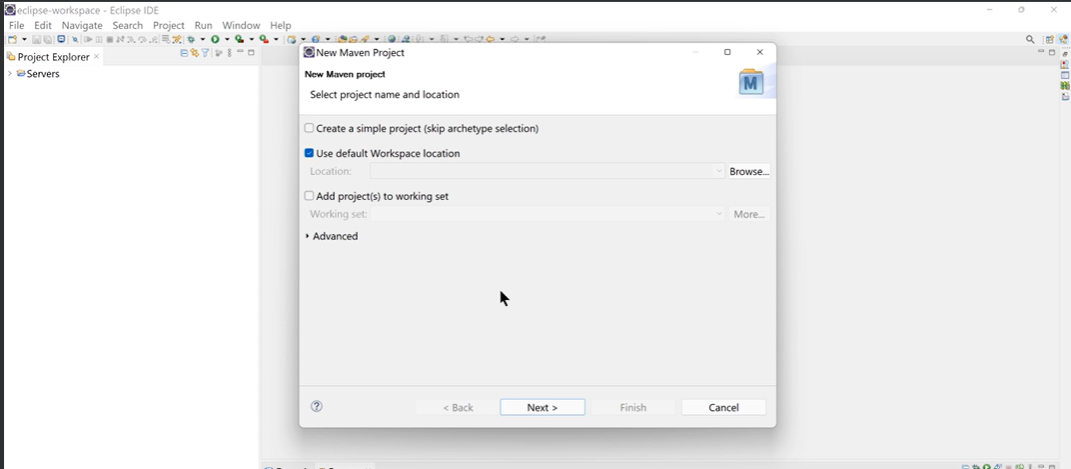 eclipse-workspace - Eclipse IDE
File Edit Navigate Search Project Run Window Help
Project Explorer
Servers
New Maven Project
New Maven project
Select project name and location
M
Create a simple project (skip archetype selection)
Use default Workspace location
Location:
Browse...
Add project(s) to working set
Working set:
More...
Advanced
< Back
Next >
Finish
Cancel